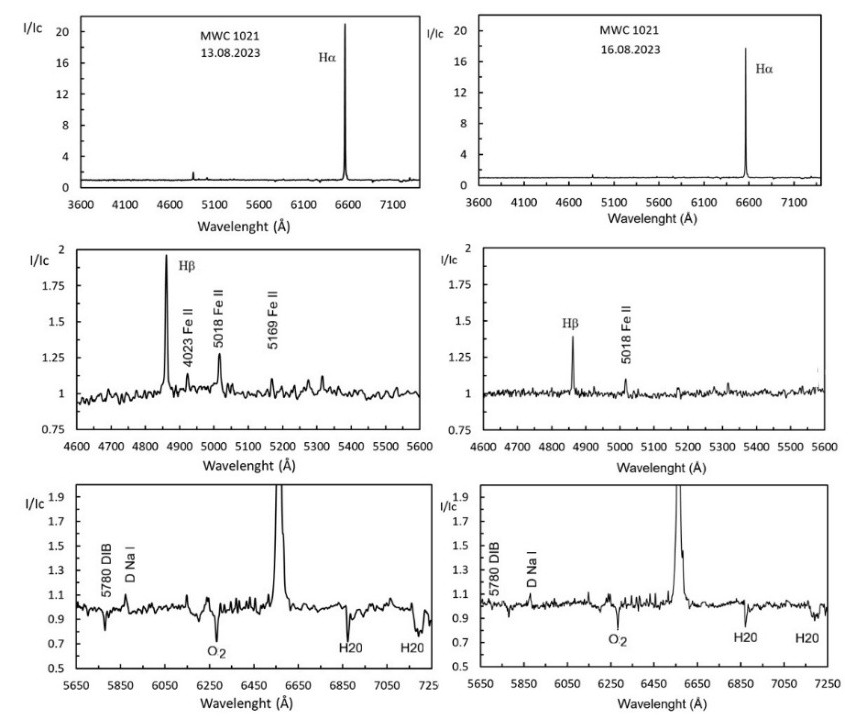 I/Ic
MWC 1021
13.08.2023
Hα
20
16
12
8
4
0
3600 4100 4600 5100 5600 6100 6600 7100
Wavelenght (Å)
I/Ic
MWC 1021
16.08.2023
Hα
20
16
12
8
4
0
3600 4100 4600 5100 5600 6100 6600 7100
Wavelenght (Å)
I/Ic
2
1.75
1.5
1.25
1
0.75
Hβ
4023 Fe II
5018 Fe II
5169 Fe II
4600 4700 4800 4900 5000 5100 5200 5300 5400 5500 5600
Wavelenght (Å)
I/Ic
2
1.75
1.5
1.25
1
0.75
Hβ
5018 Fe II
4600 4700 4800 4900 5000 5100 5200 5300 5400 5500 5600
Wavelenght (Å)
I/Ic
1.9
1.7
1.5
1.3
1.1
0.9
0.7
0.5
5780 DIB
D Na I
O2
H20
H20
5650 5850 6050 6250 6450 6650 6850 7050 725
Wavelenght (Å)
I/Ic
1.9
1.7
1.5
1.3
1.1
0.9
0.7
0.5
5780 DIB
D Na I
O2
H20
H20
5650 5850 6050 6250 6450 6650 6850 7050 7250
Wavelenght (Å)